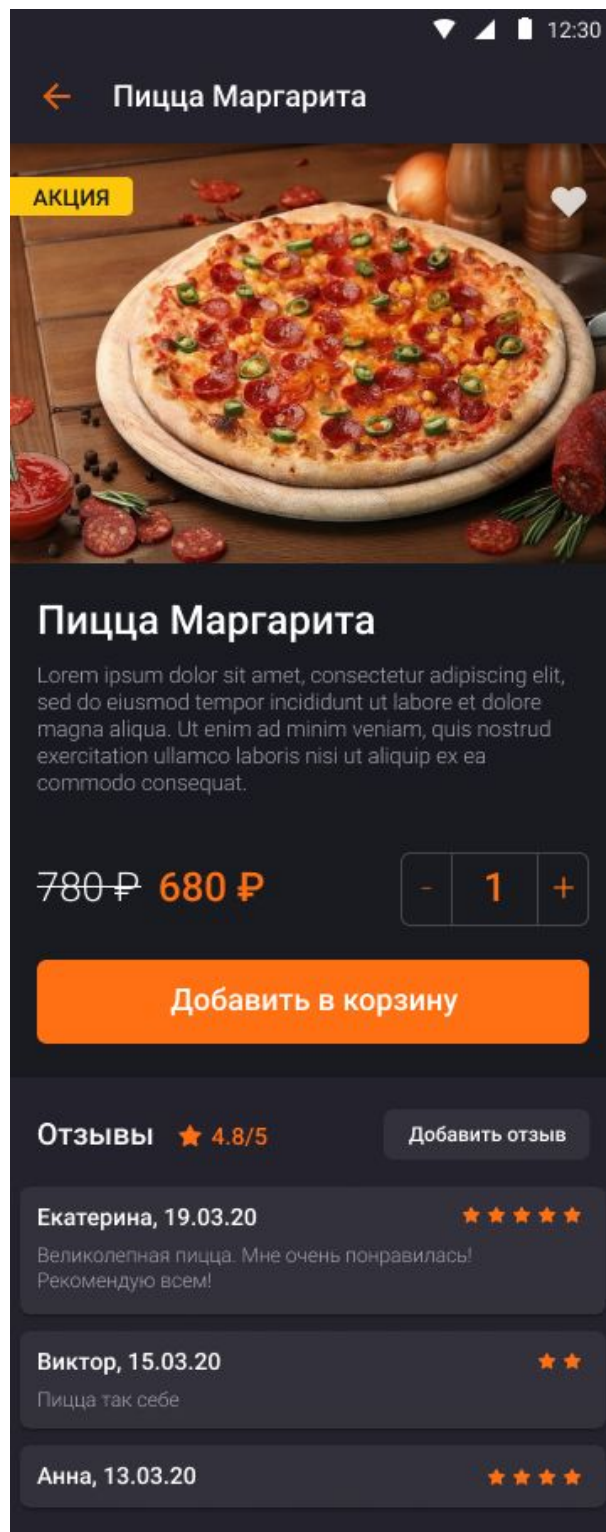 12:30
Пицца Маргарита
АКЦИЯ
Пицца Маргарита
Lorem ipsum dolor sit amet, consectetur adipiscing elit,
sed do eiusmod tempor incididunt ut labore et dolore
magna aliqua. Ut enim ad minim veniam, quis nostrud
exercitation ullamco laboris nisi ut aliquip ex ea
commodo consequat.
780 ₽ 680 ₽ - 1 +
Добавить в корзину
Отзывы 4.8/5 Добавить отзыв
Екатерина, 19.03.20
Великолепная пицца. Мне очень понравилась!
Рекомендую всем!
Виктор, 15.03.20
Пицца так себе
Анна, 13.03.20